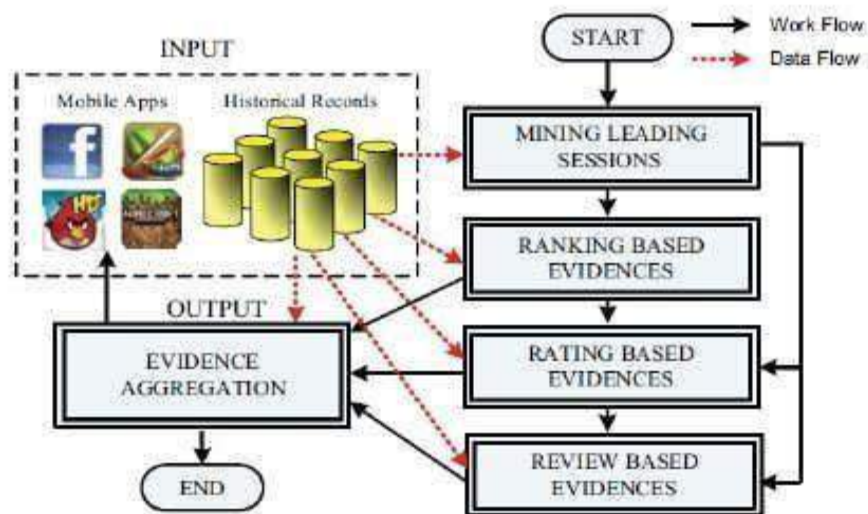 INPUT
START
Work Flow
Data Flow
Mobile Apps
Historical Records
f
HD
MINING LEADING
SESSIONS
RANKING BASED
EVIDENCES
OUTPUT
EVIDENCE
AGGREGATION
RATING BASED
EVIDENCES
REVIEW BASED
EVIDENCES
END